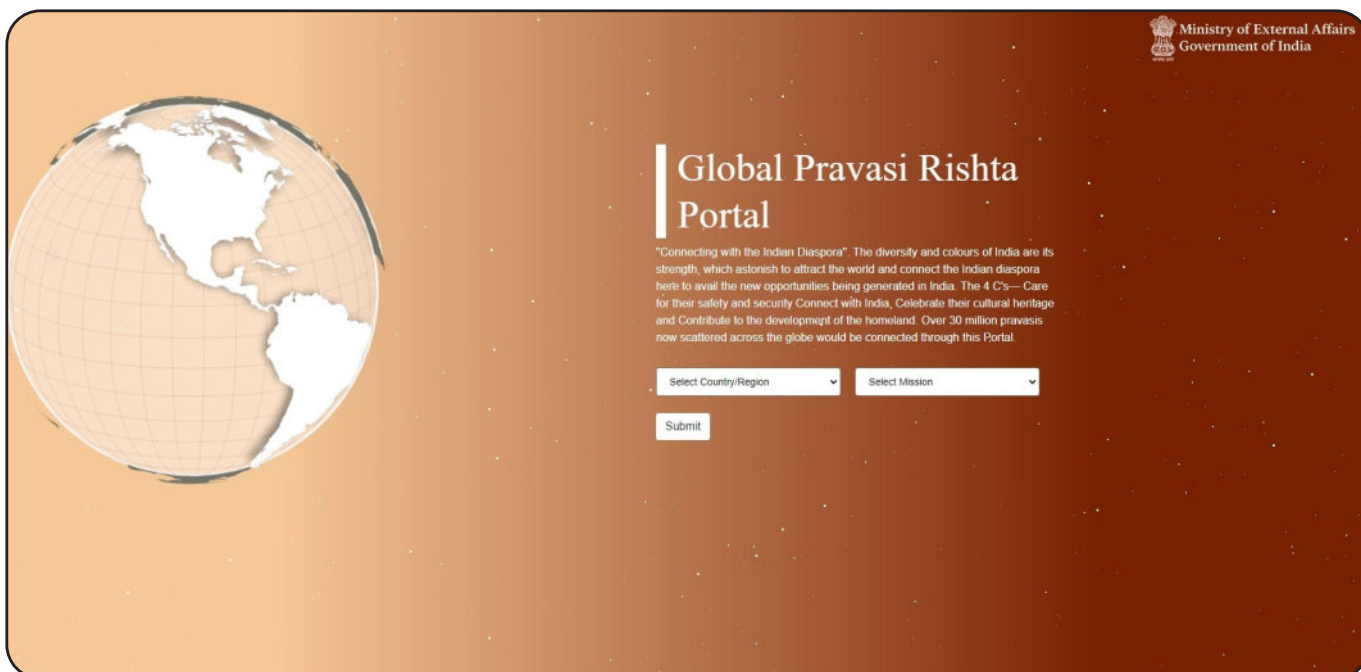 Ministry of External Affairs
Government of India
Global Pravasi Rishta
Portal
"Connecting with the Indian Diaspora". The diversity and colours of India are its
strength, which astonish to attract the world and connect the Indian diaspora
here to avail the new opportunities being generated in India. The 4 C's— Care
for their safety and security Connect with India, Celebrate their cultural heritage
and Contribute to the development of the homeland. Over 30 million pravasis
now scattered across the globe would be connected through this Portal.
Select Country/Region
Select Mission
Submit